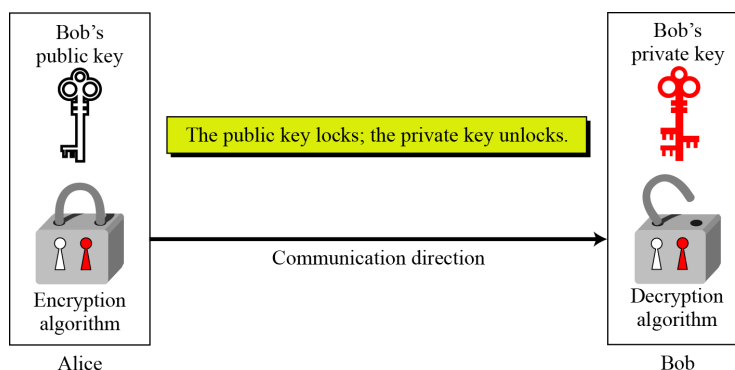 Bob's
public key
Bob's
private key
The public key locks; the private key unlocks.
Communication direction
Encryption
algorithm
Decryption
algorithm
Alice
Bob